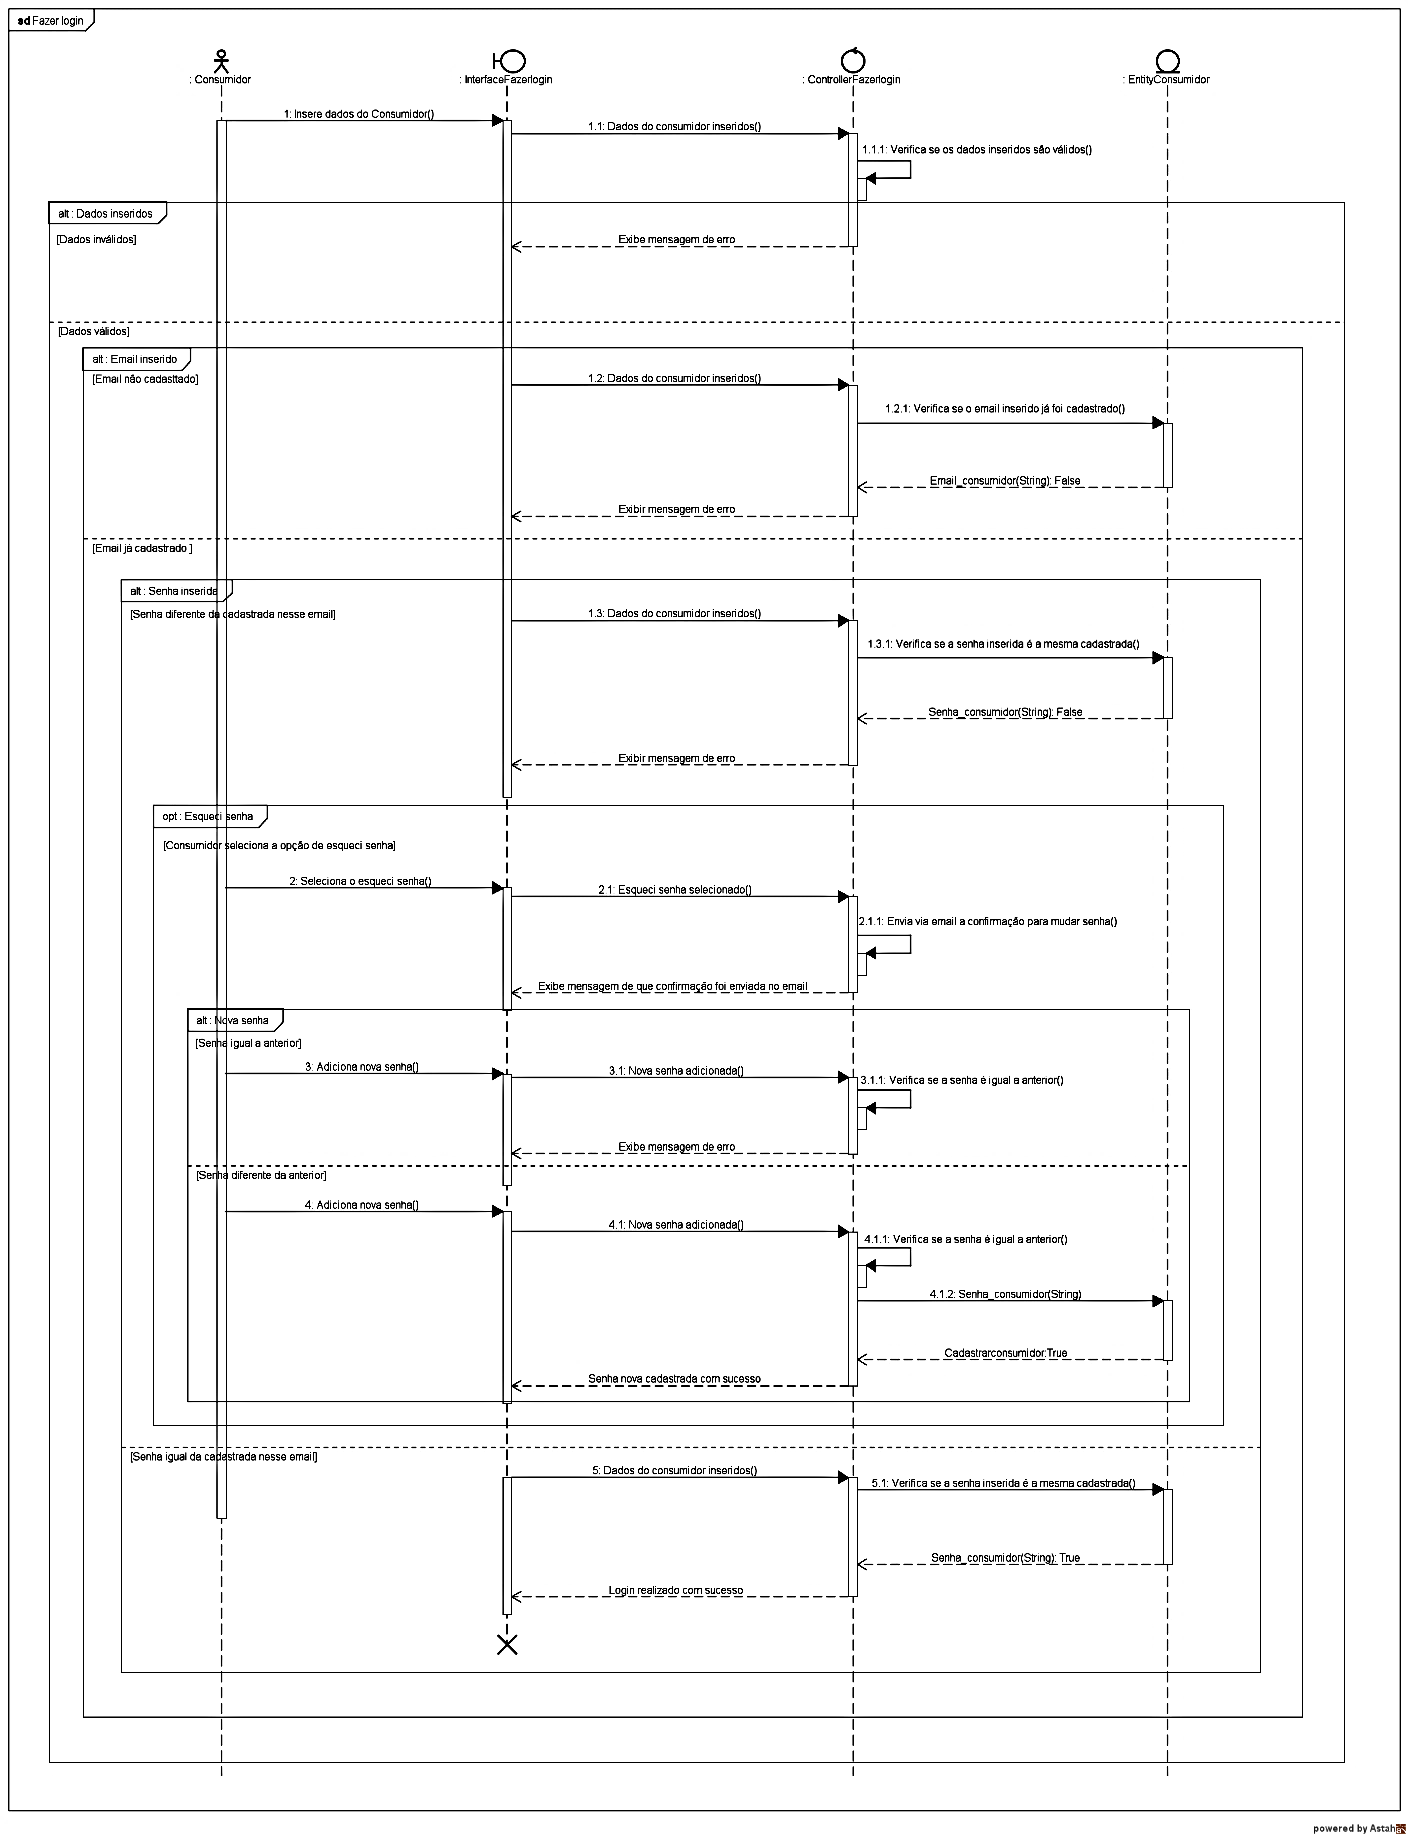 sd Fazer login
: Consumidor
: InterfaceFazerlogin
: ControllerFazerlogin
: EntityConsumidor
1: Insere dados do Consumidor()
1.1: Dados do consumidor inseridos()
1.1.1: Verifica se os dados inseridos são válidos()
alt : Dados inseridos
[Dados inválidos]
Exibe mensagem de erro
[Dados válidos]
alt : Email inserido
[Email não cadasttado]
1.2: Dados do consumidor inseridos()
1.2.1: Verifica se o email inserido já foi cadastrado()
Email_consumidor(String): False
Exibir mensagem de erro
[Email já cadastrado ]
alt : Senha inserida
[Senha diferente da cadastrada nesse email]
1.3: Dados do consumidor inseridos()
1.3.1: Verifica se a senha inserida é a mesma cadastrada()
Senha_consumidor(String): False
Exibir mensagem de erro
opt : Esqueci senha
[Consumidor seleciona a opção de esqueci senha]
2: Seleciona o esqueci senha()
2.1: Esqueci senha selecionado()
2.1.1: Envia via email a confirmação para mudar senha()
Exibe mensagem de que confirmação foi enviada no email
alt : Nova senha
[Senha igual a anterior]
3: Adiciona nova senha()
3.1: Nova senha adicionada()
3.1.1: Verifica se a senha é igual a anterior()
Exibe mensagem de erro
[Senha diferente da anterior]
4: Adiciona nova senha()
4.1: Nova senha adicionada()
4.1.1: Verifica se a senha é igual a anterior()
4.1.2: Senha_consumidor(String)
Cadastrarconsumidor:True
Senha nova cadastrada com sucesso
[Senha igual da cadastrada nesse email]
5: Dados do consumidor inseridos()
5.1: Verifica se a senha inserida é a mesma cadastrada()
Senha_consumidor(String): True
Login realizado com sucesso
powered by Astah